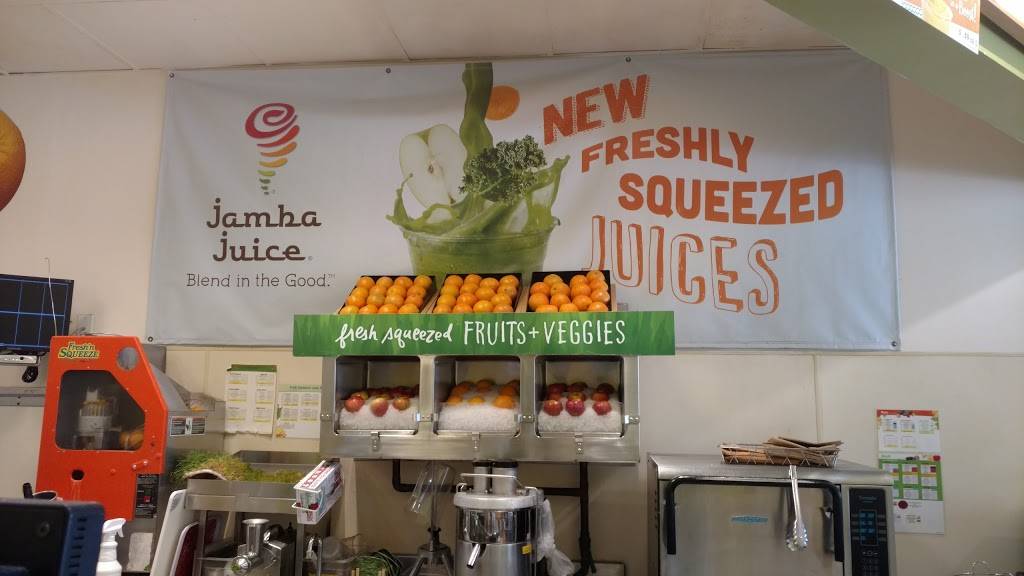 jamba
juice
Blend in the Good.™
NEW
FRESHLY
SQUEEZED
JUICES
fresh squeezed FRUITS+VEGGIES
Fresh'n
SQUEEZE